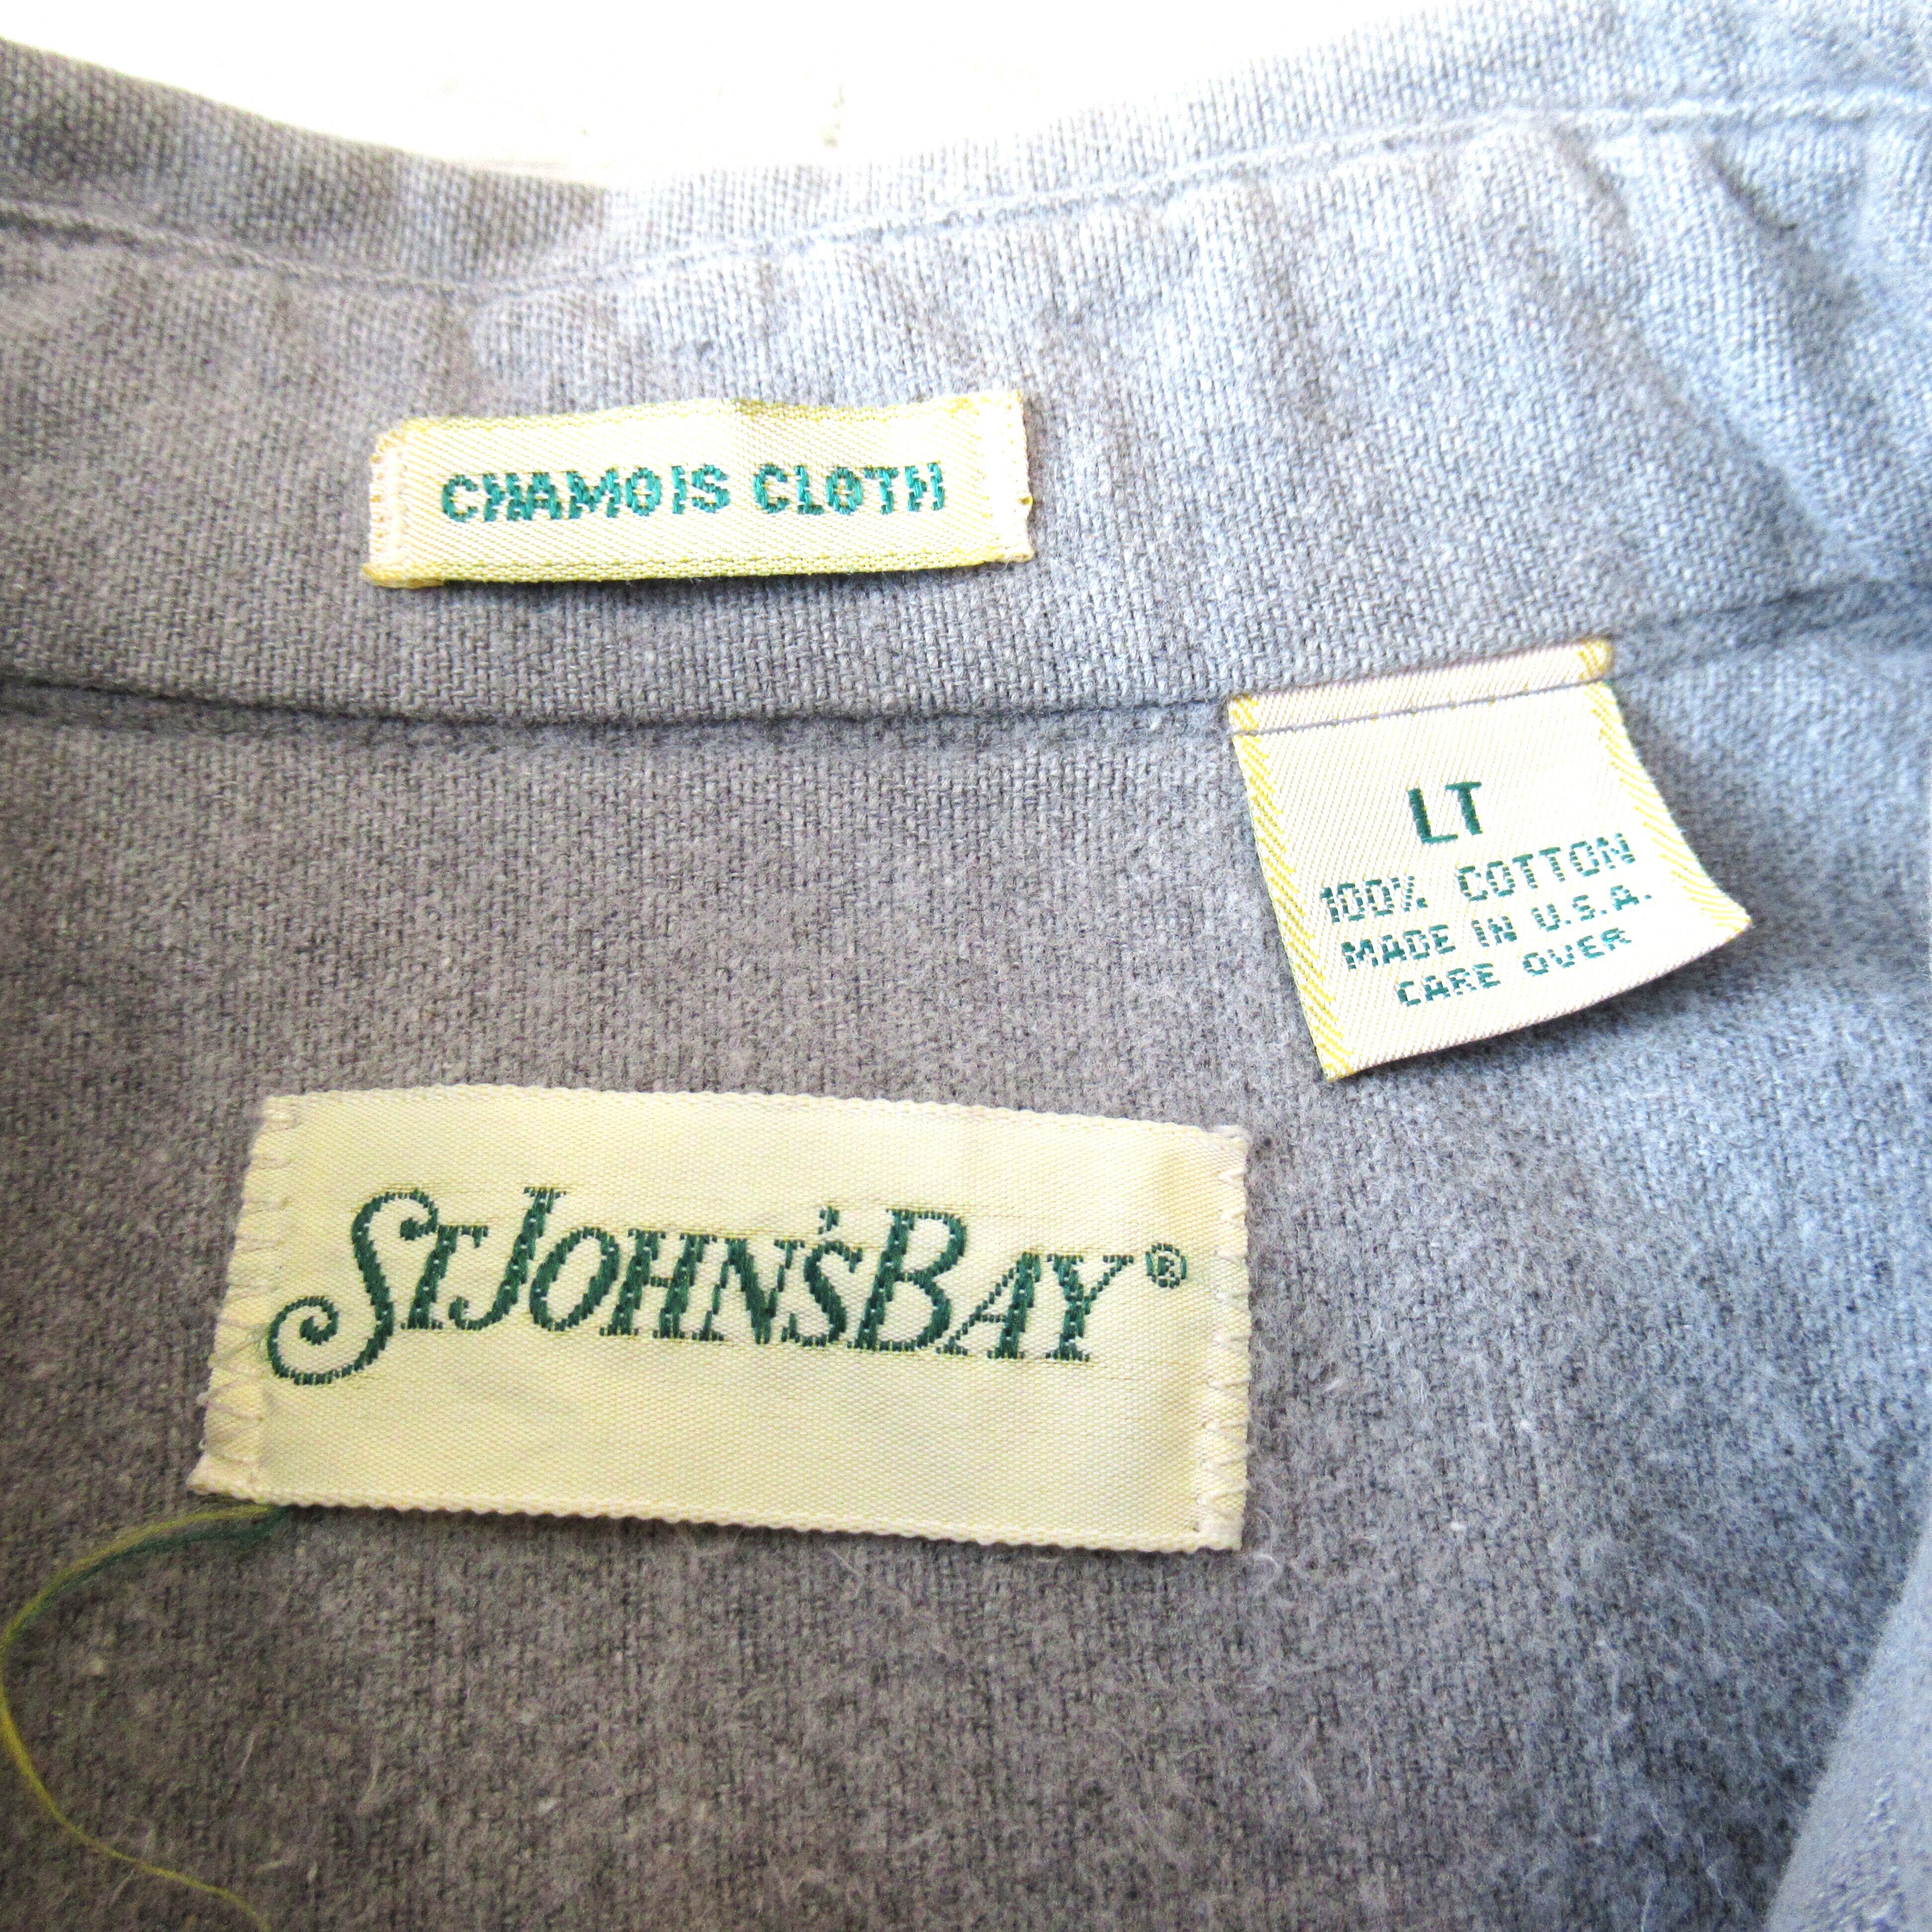 CHAMOIS CLOTH
LT
100% COTTON
MADE IN U.S.A.
CARE OVER
ST JOHN'S BAY®